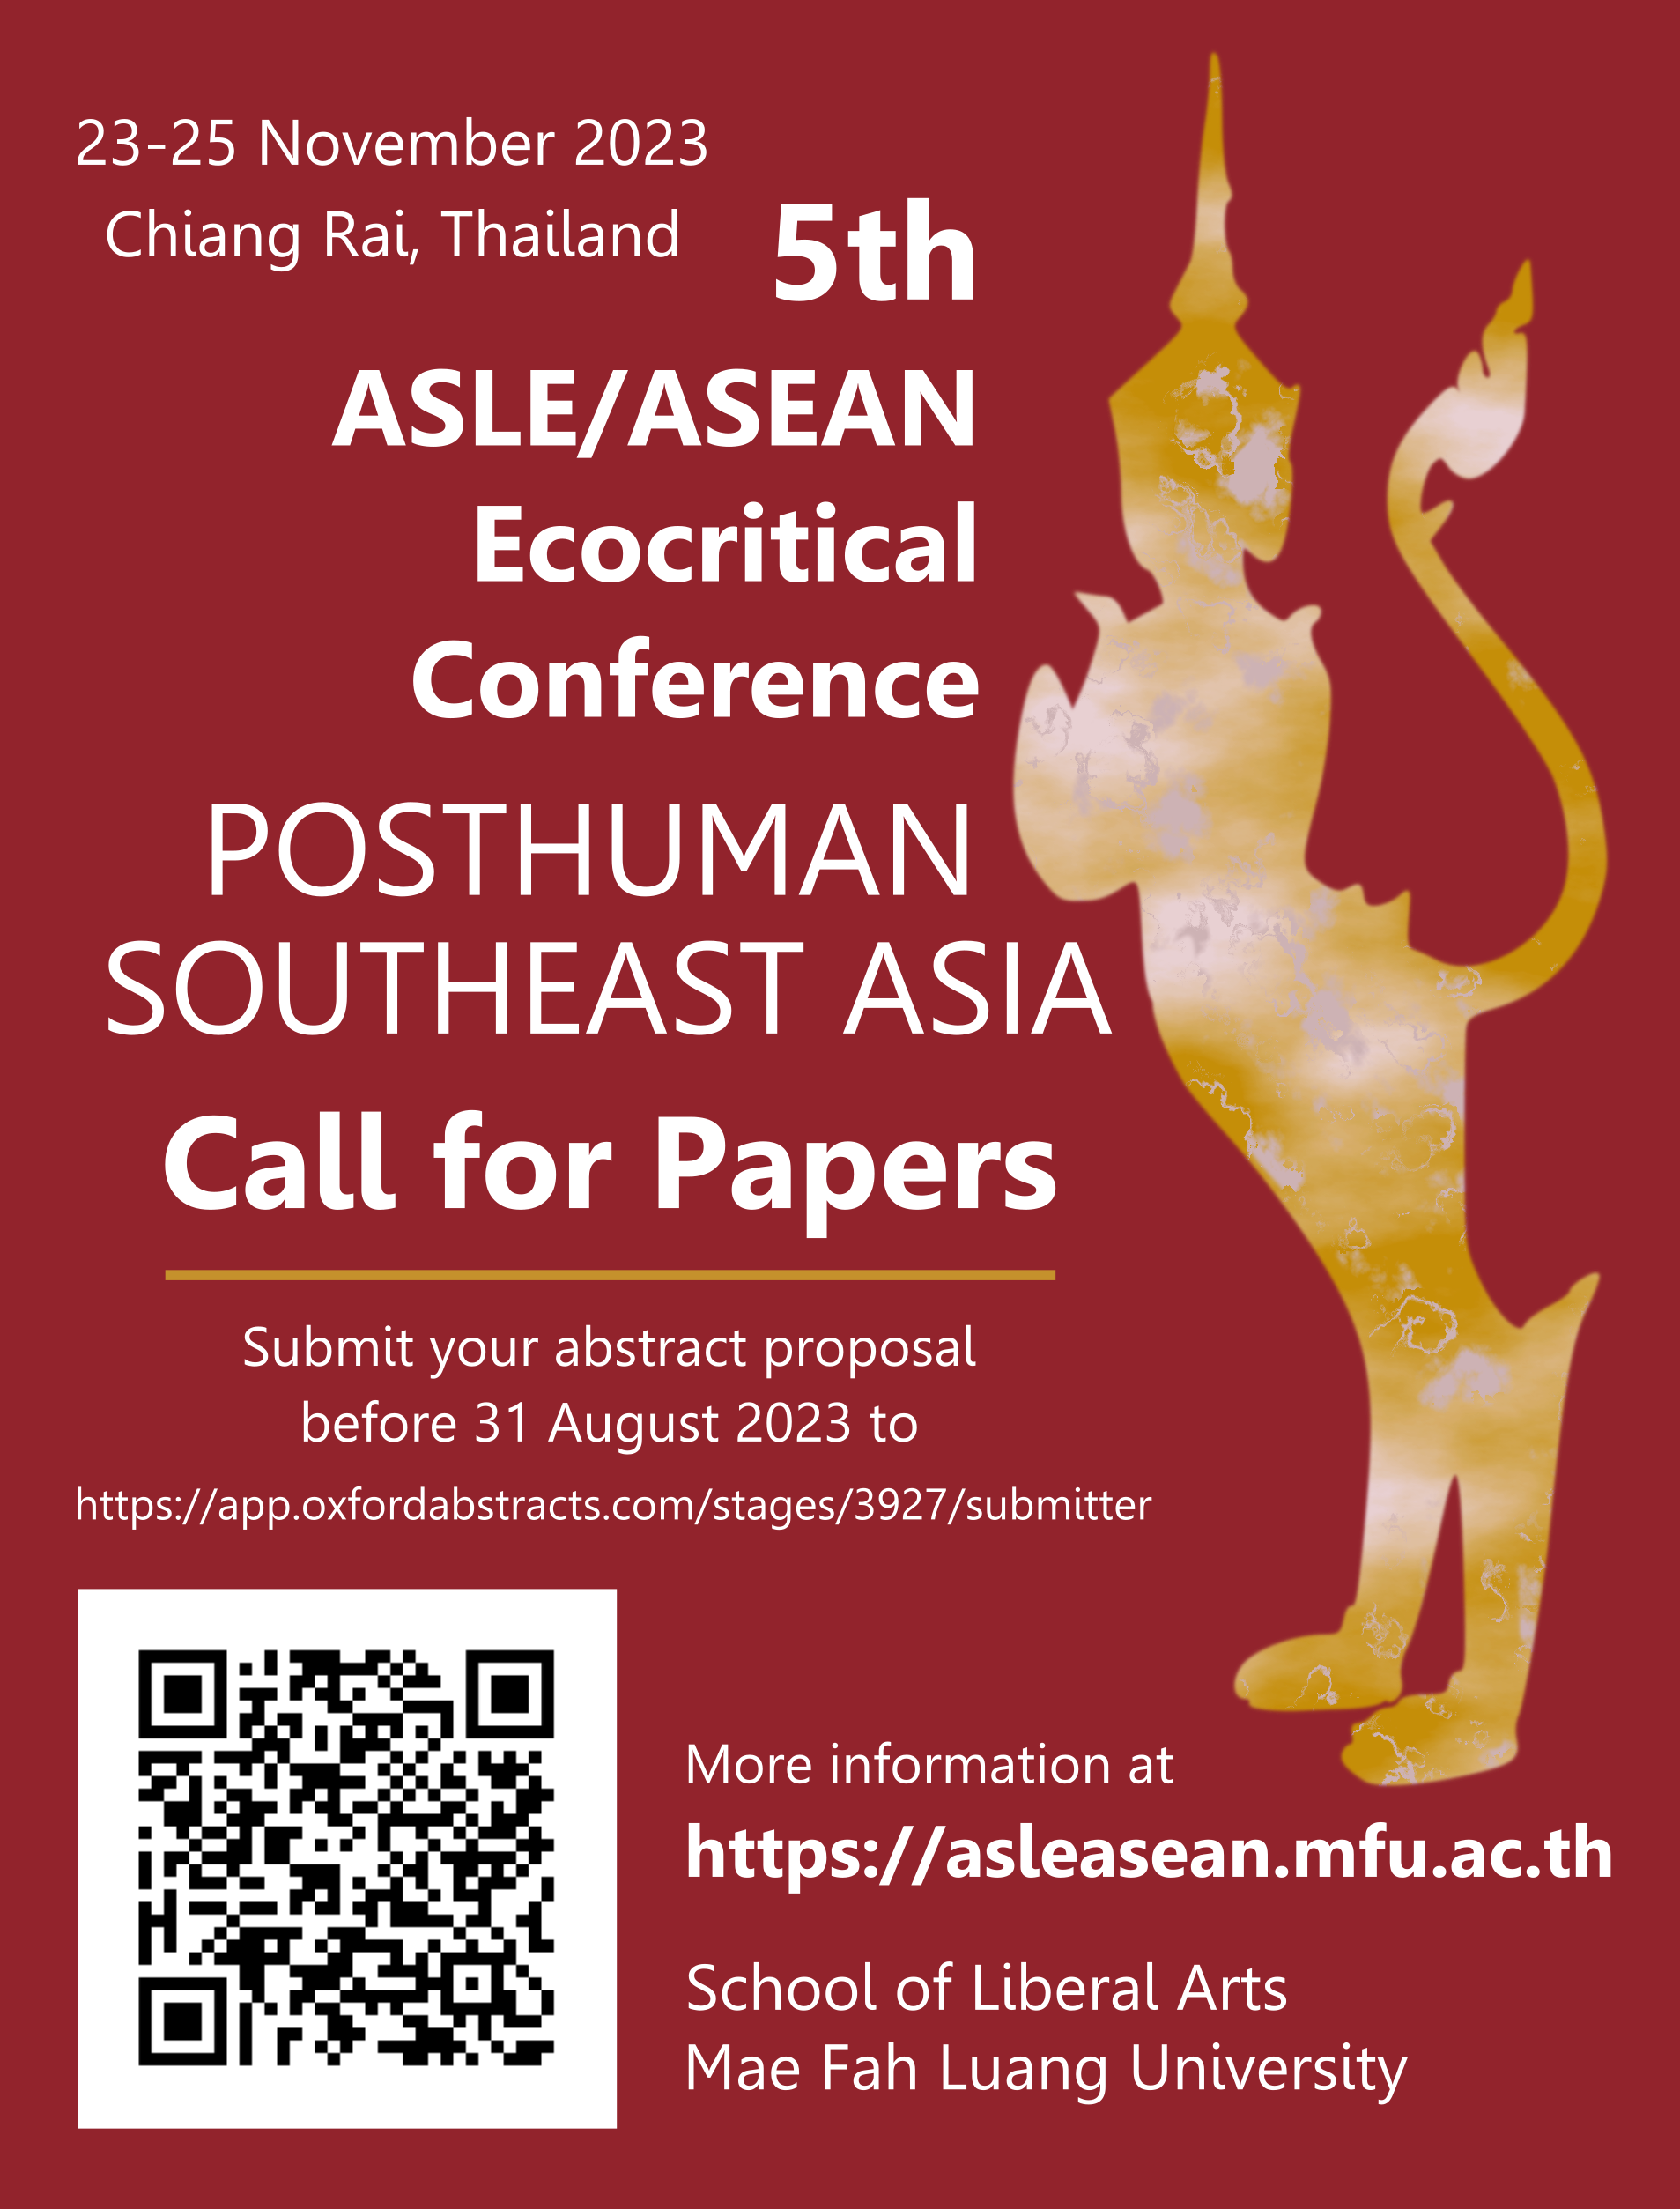 23-25 November 2023
Chiang Rai, Thailand
5th
ASLE/ASEAN
Ecocritical
Conference
POSTHUMAN
SOUTHEAST ASIA
Call for Papers
Submit your abstract proposal
before 31 August 2023 to
https://app.oxfordabstracts.com/stages/3927/submitter
More information at
https://asleasean.mfu.ac.th
School of Liberal Arts
Mae Fah Luang University